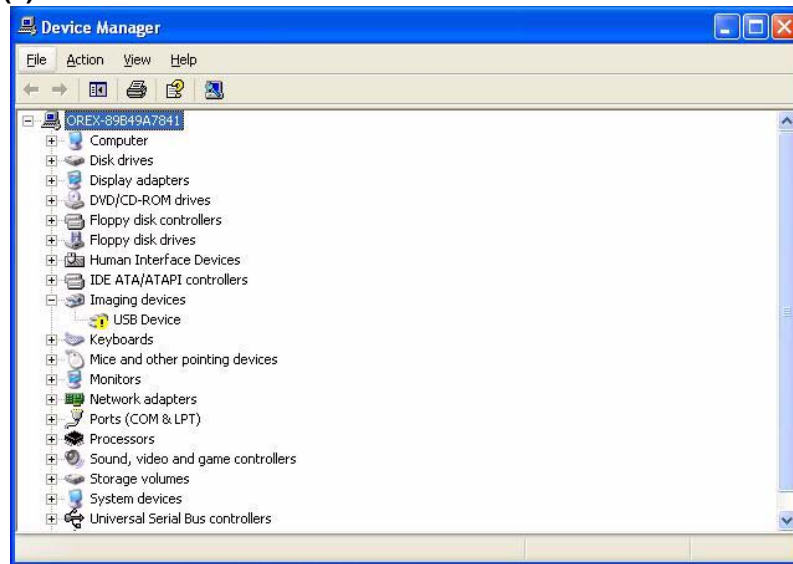 Device Manager
File Action View Help
OREX-89B49A7841
Computer
Disk drives
Display adapters
DVD/CD-ROM drives
Floppy disk controllers
Floppy disk drives
Human Interface Devices
IDE ATA/ATAPI controllers
Imaging devices
USB Device
Keyboards
Mice and other pointing devices
Monitors
Network adapters
Ports (COM & LPT)
Processors
Sound, video and game controllers
Storage volumes
System devices
Universal Serial Bus controllers